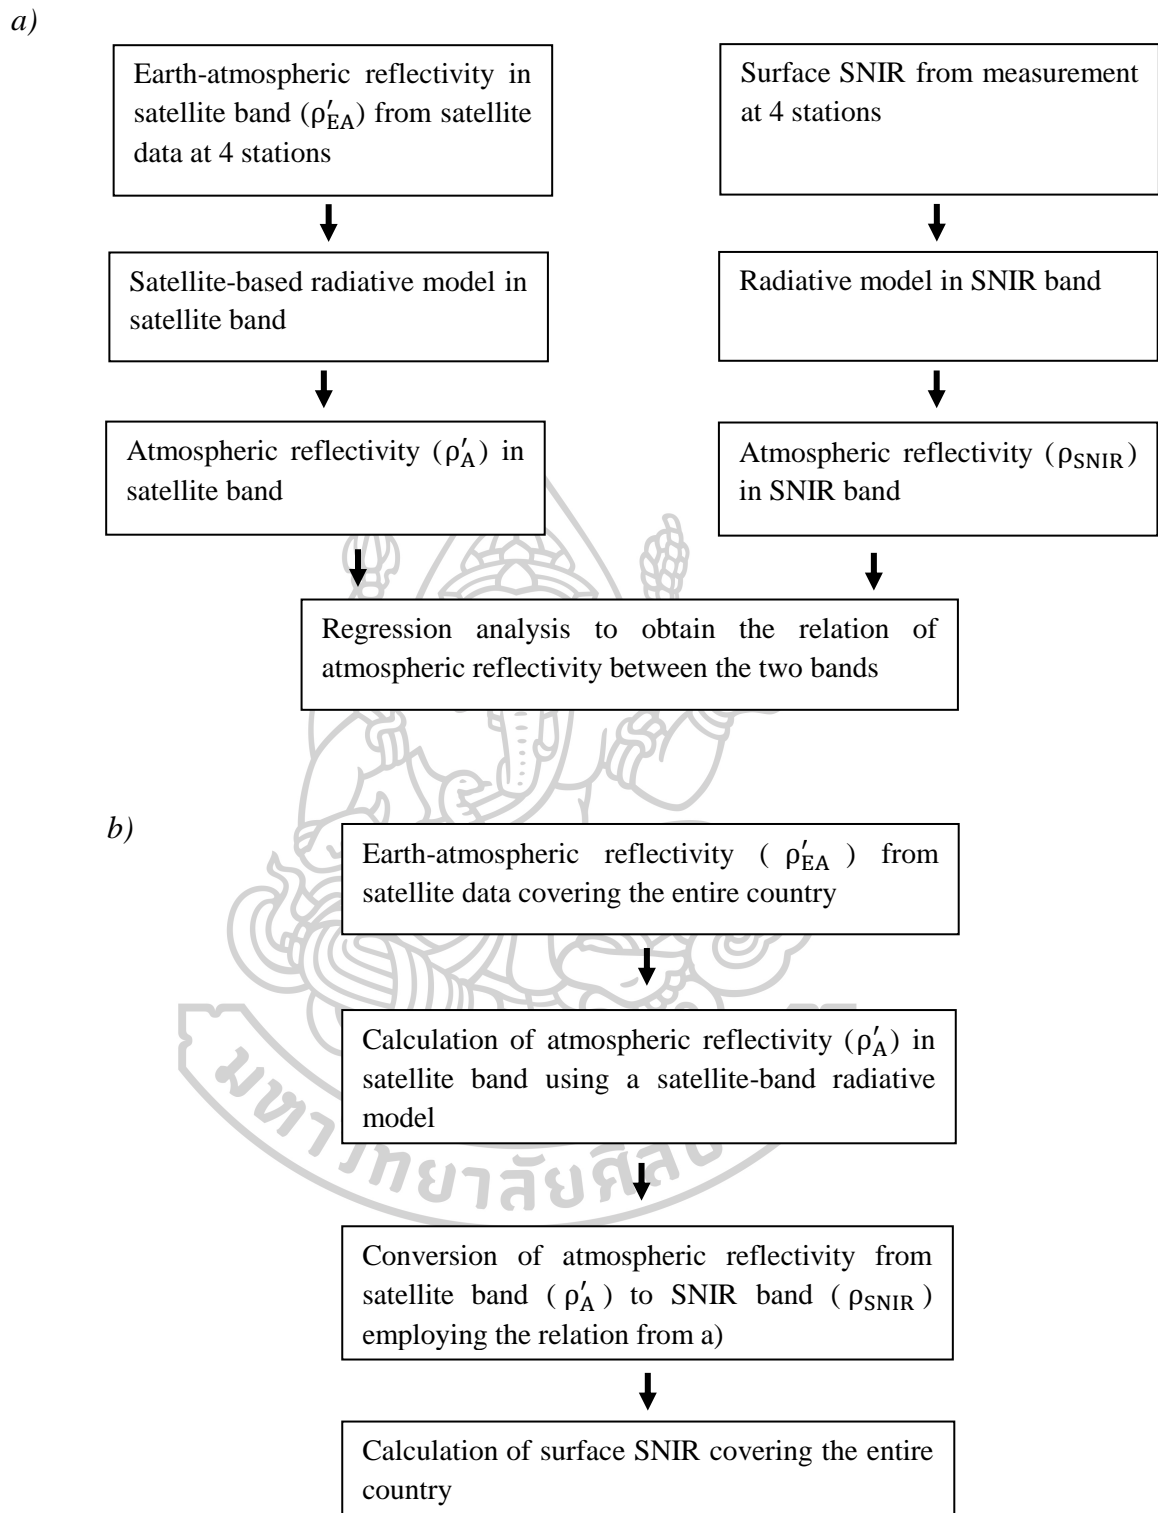 a)
Earth-atmospheric reflectivity in
satellite band (ρ′EA) from satellite
data at 4 stations
Surface SNIR from measurement
at 4 stations
Satellite-based radiative model in
satellite band
Radiative model in SNIR band
Atmospheric reflectivity (ρ′A) in
satellite band
Atmospheric reflectivity (ρSNIR)
in SNIR band
Regression analysis to obtain the relation of
atmospheric reflectivity between the two bands
b)
Earth-atmospheric reflectivity ( ρ′EA ) from
satellite data covering the entire country
Calculation of atmospheric reflectivity (ρ′A) in
satellite band using a satellite-band radiative
model
Conversion of atmospheric reflectivity from
satellite band ( ρ′A ) to SNIR band ( ρSNIR)
employing the relation from a)
Calculation of surface SNIR covering the entire
country